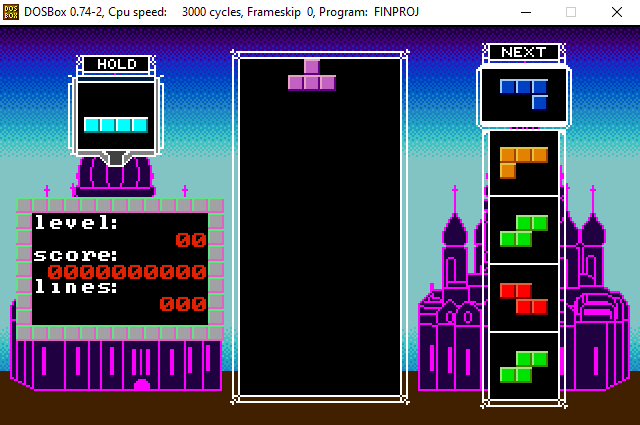 DOSBox 0.74-2, Cpu speed: 3000 cycles, Frameskip 0, Program: FINPROJ
HOLD
NEXT
level:
00
score:
0000000000
lines:
000